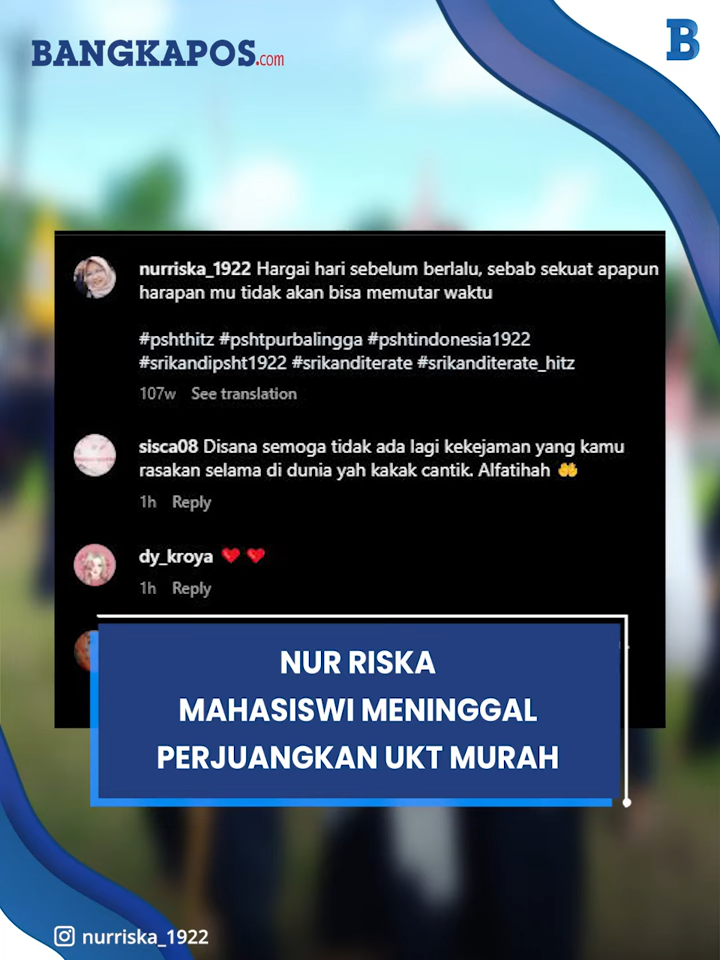 BANGKAPOS.com
B
nurriska_1922 Hargai hari sebelum berlalu, sebab sekuat apapun
harapan mu tidak akan bisa memutar waktu
#pshthitz #pshtpurbalingga #pshtindonesia1922
#srikandipsht1922 #srikanditerate #srikanditerate_hitz
107w See translation
sisca08 Disana semoga tidak ada lagi kekejaman yang kamu
rasakan selama di dunia yah kakak cantik. Alfatihah 🤲
1h Reply
dy_kroya ❤️ ❤️
1h Reply
NUR RISKA
MAHASISWI MENINGGAL
PERJUANGKAN UKT MURAH
nurriska_1922